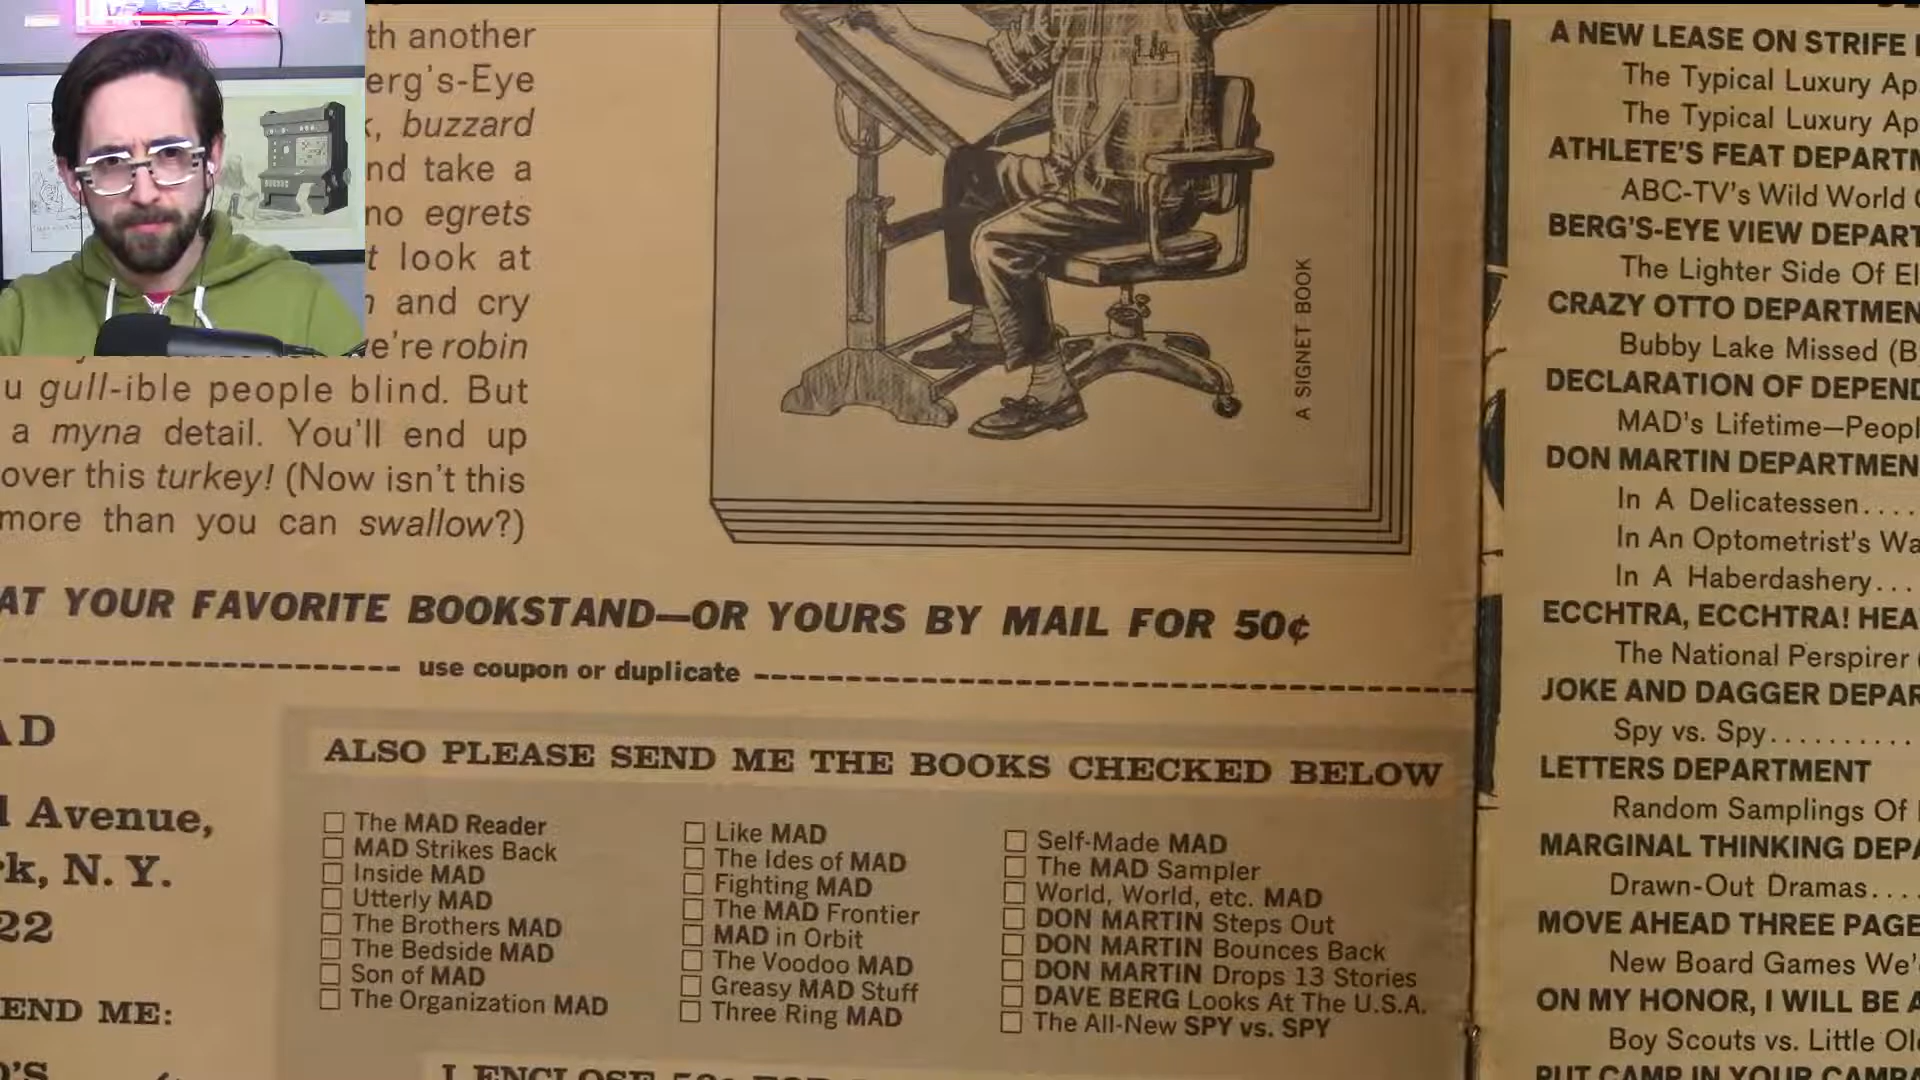 th another
erg's-Eye
buzzard
nd take a
no egrets
t look at
and cry
e're robin
u gull-ible people blind. But
a myna detail. You'll end up
over this turkey! (Now isn't this
more than you can swallow?)
A SIGNET BOOK
AT YOUR FAVORITE BOOKSTAND—OR YOURS BY MAIL FOR 50¢
use coupon or duplicate
AD
Avenue,
k, N. Y.
22
END ME:
ALSO PLEASE SEND ME THE BOOKS CHECKED BELOW
The MAD Reader
MAD Strikes Back
Inside MAD
Utterly MAD
The Brothers MAD
The Bedside MAD
Son of MAD
The Organization MAD
Like MAD
The Ides of MAD
Fighting MAD
The MAD Frontier
MAD in Orbit
The Voodoo MAD
Greasy MAD Stuff
Three Ring MAD
Self-Made MAD
The MAD Sampler
World, World, etc. MAD
DON MARTIN Steps Out
DON MARTIN Bounces Back
DON MARTIN Drops 13 Stories
DAVE BERG Looks At The U.S.A.
The All-New SPY vs. SPY
A NEW LEASE ON STRIFE
The Typical Luxury Ap
The Typical Luxury Ap
ATHLETE'S FEAT DEPARTM
ABC-TV's Wild World
BERG'S-EYE VIEW DEPART
The Lighter Side Of El
CRAZY OTTO DEPARTMEN
Bubby Lake Missed (B
DECLARATION OF DEPEND
MAD's Lifetime—Peopl
DON MARTIN DEPARTMEN
In A Delicatessen....
In An Optometrist's Wa
In A Haberdashery...
ECCHTRA, ECCHTRA! HEA
The National Perspirer
JOKE AND DAGGER DEPAR
Spy vs. Spy..........
LETTERS DEPARTMENT
Random Samplings Of
MARGINAL THINKING DEPA
Drawn-Out Dramas....
MOVE AHEAD THREE PAGE
New Board Games We'
ON MY HONOR, I WILL BE A
Boy Scouts vs. Little Ol
PUT CAMP IN YOUR CAMPA